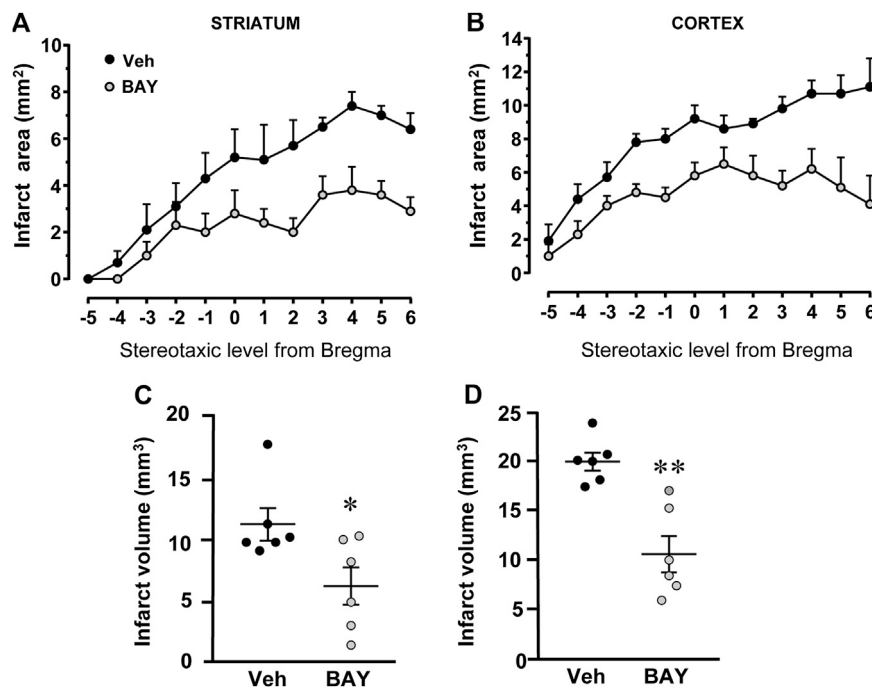 A
STRIATUM
Infarct area (mm²)
10
8
6
4
2
0
Veh
BAY
-5 -4 -3 -2 -1 0 1 2 3 4 5 6
Stereotaxic level from Bregma
B
CORTEX
Infarct area (mm²)
14
12
10
8
6
4
2
0
-5 -4 -3 -2 -1 0 1 2 3 4 5 6
Stereotaxic level from Bregma
C
Infarct volume (mm³)
20
15
10
5
0
*
Veh BAY
D
Infarct volume (mm³)
25
20
15
10
5
0
**
Veh BAY